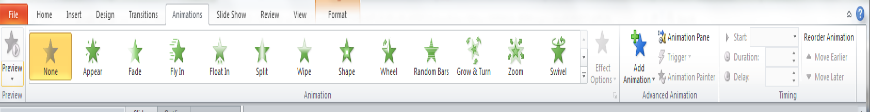 File Home Insert Design Transitions Animations Slide Show Review View Format
Preview
None Appear Fade Fly In Float In Split Wipe Shape Wheel Random Bars Grow & Turn Zoom Swivel
Effect
Options
Add
Animation
Animation Pane
Trigger
Animation Painter
Start:
Duration:
Delay:
Reorder Animation
Move Earlier
Move Later
Preview Animation Advanced Animation Timing